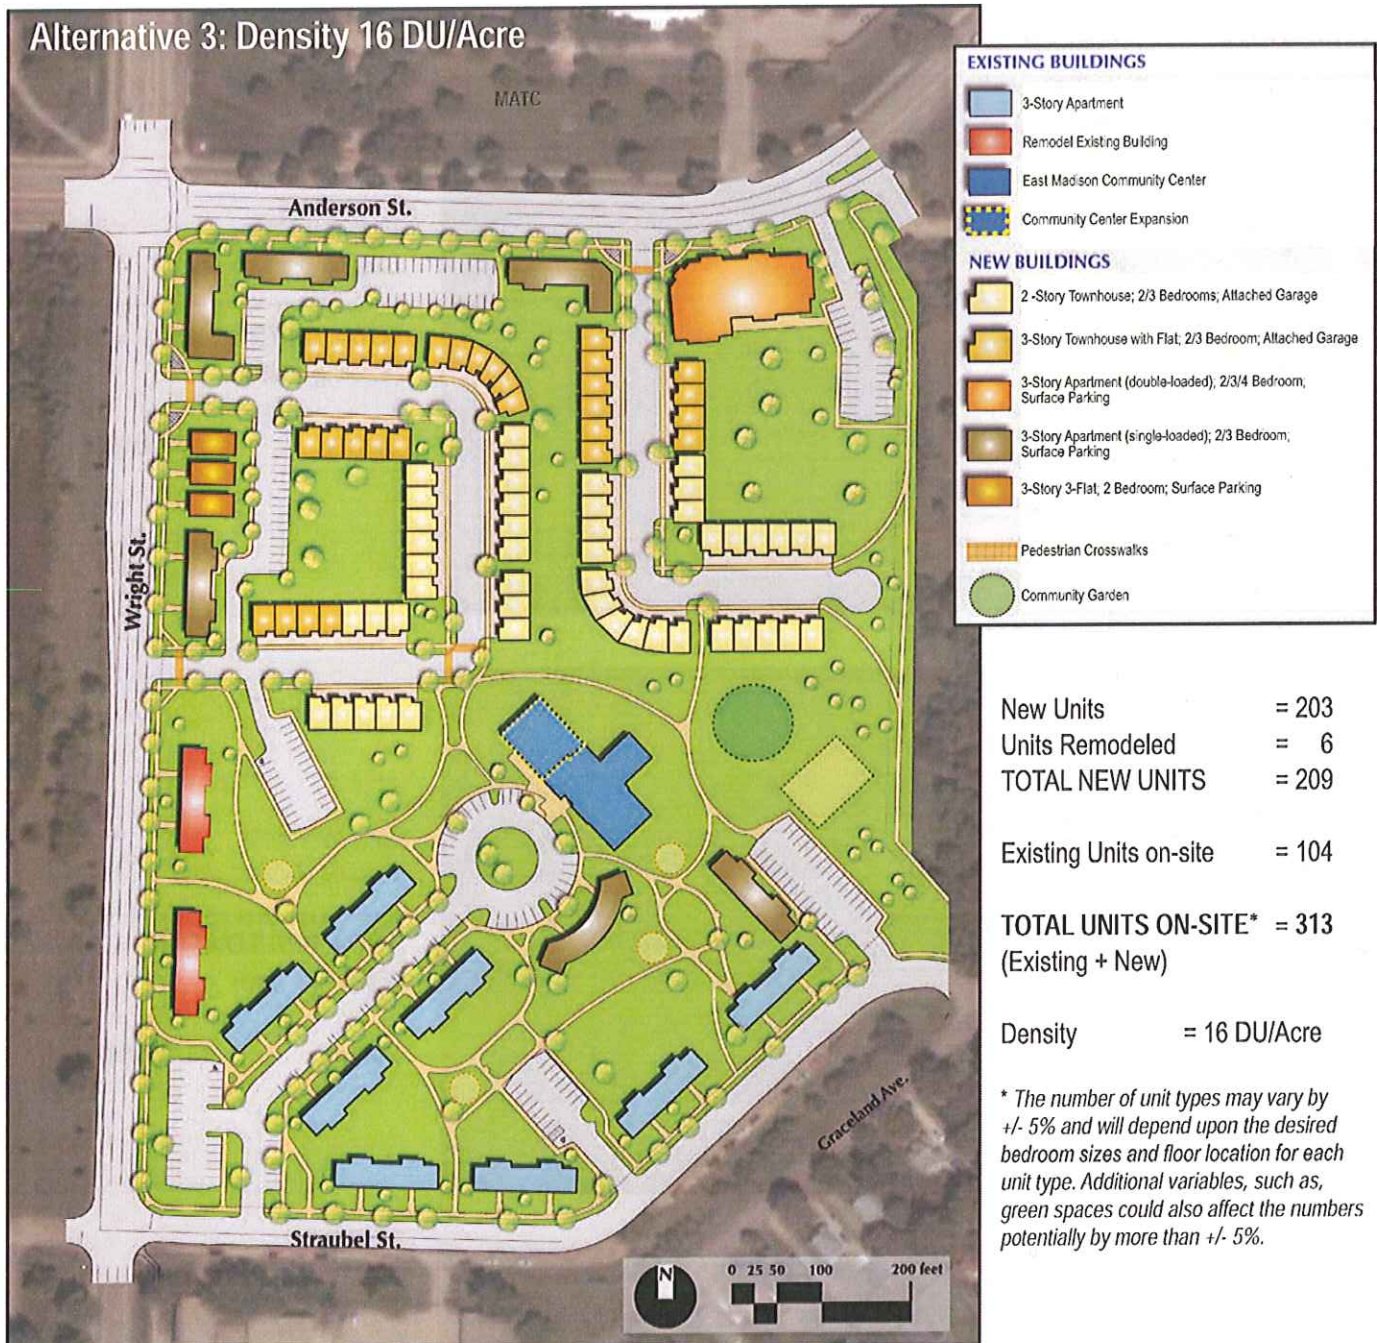 Alternative 3: Density 16 DU/Acre
MATC
Anderson St.
Wright St.
Graceland Ave.
Straubel St.
N
0 25 50 100 200 feet
EXISTING BUILDINGS
3-Story Apartment
Remodel Existing Building
East Madison Community Center
Community Center Expansion
NEW BUILDINGS
2 -Story Townhouse; 2/3 Bedrooms; Attached Garage
3-Story Townhouse with Flat; 2/3 Bedroom; Attached Garage
3-Story Apartment (double-loaded); 2/3/4 Bedroom;
Surface Parking
3-Story Apartment (single-loaded); 2/3 Bedroom;
Surface Parking
3-Story 3-Flat; 2 Bedroom; Surface Parking
Pedestrian Crosswalks
Community Garden
New Units = 203
Units Remodeled = 6
TOTAL NEW UNITS = 209
Existing Units on-site = 104
TOTAL UNITS ON-SITE* = 313
(Existing + New)
Density = 16 DU/Acre
* The number of unit types may vary by
+/- 5% and will depend upon the desired
bedroom sizes and floor location for each
unit type. Additional variables, such as,
green spaces could also affect the numbers
potentially by more than +/- 5%.